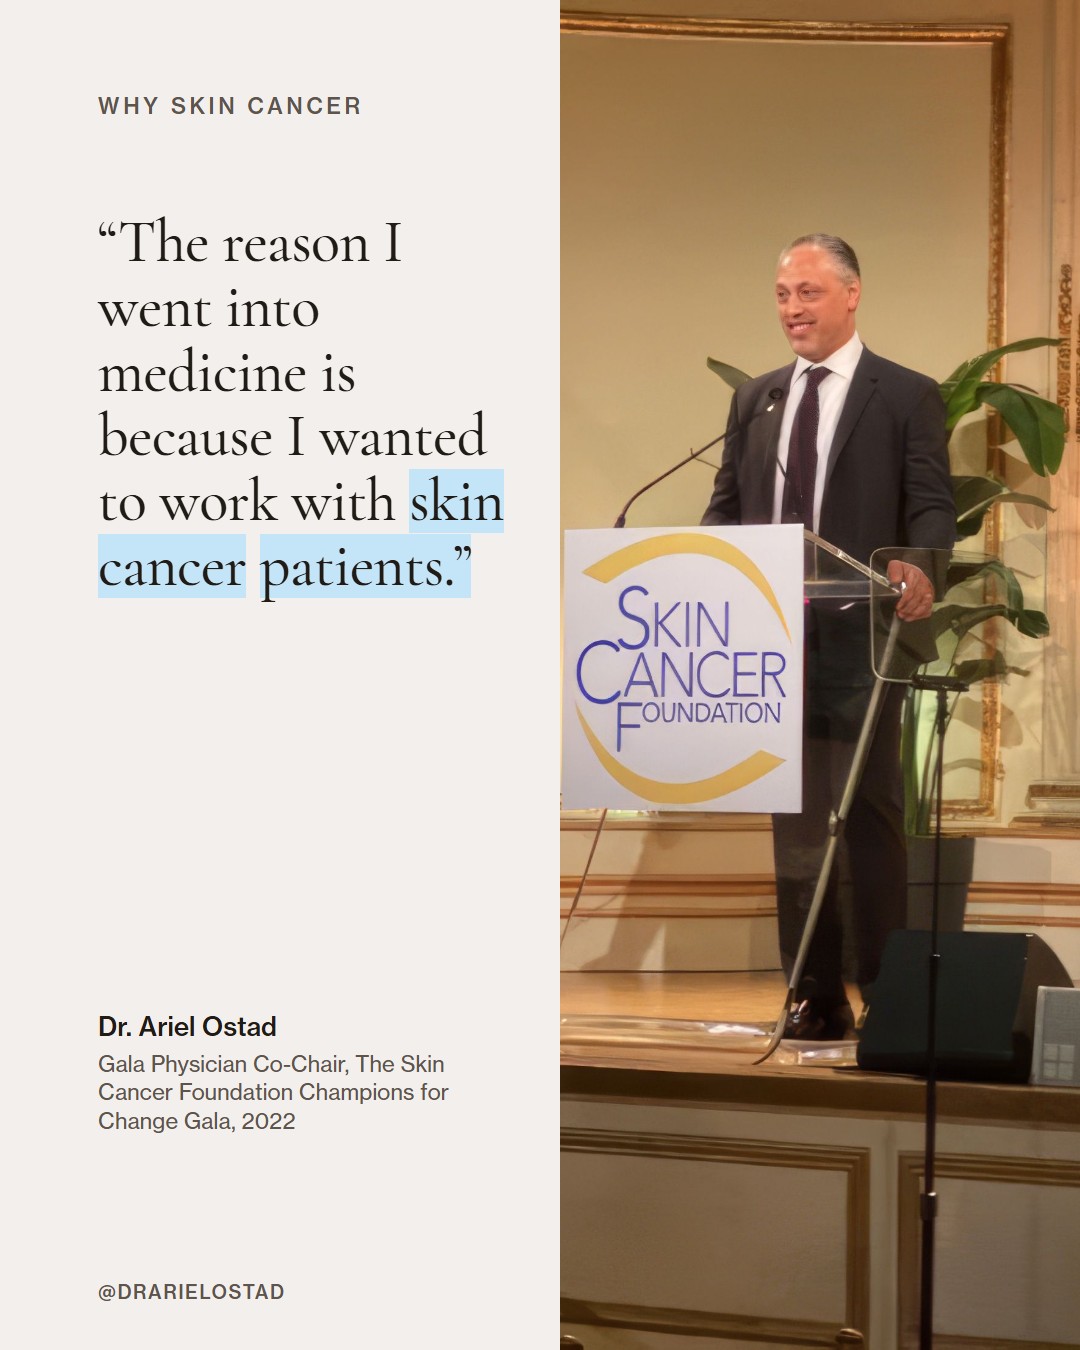 WHY SKIN CANCER
“The reason I
went into
medicine is
because I wanted
to work with skin
cancer patients.”
Dr. Ariel Ostad
Gala Physician Co-Chair, The Skin
Cancer Foundation Champions for
Change Gala, 2022
@DRARIELOSTAD
SKIN
CANCER
FOUNDATION